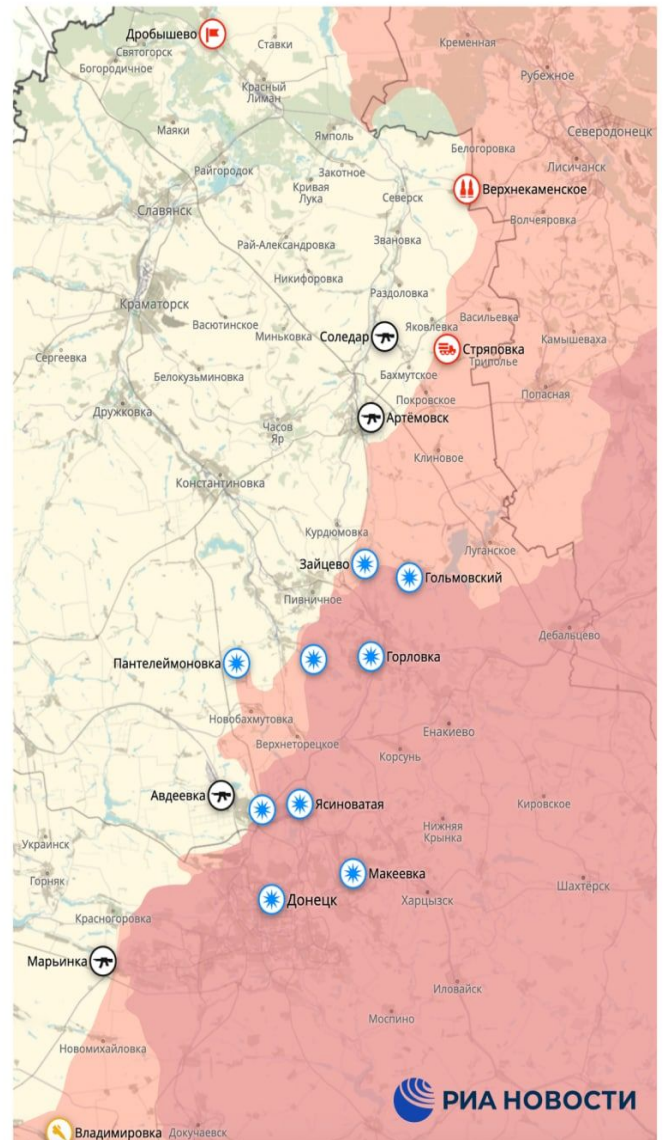 Дробышево
Ставки
Святогорск
Богородичное
Кременная
Рубежное
Красный
Лиман
Маяки
Ямполь
Северодонецк
Белогоровка
Лисичанск
Райгородок
Закотное
Кривая
Лука
Северск
Верхнекаменское
Славянск
Волчеяровка
Звановка
Рай-Александровка
Никифоровка
Раздоловка
Краматорск
Васютинское
Миньковка
Соледар
Яковлевка
Васильевка
Камышеваха
Стряповка
Триполье
Сергеевка
Белокузьминовка
Бахмутское
Покровское
Попасная
Дружковка
Артёмовск
Часов
Яр
Клиновое
Константиновка
Курдюмовка
Луганское
Зайцево
Гольмовский
Пивничное
Дебальцево
Пантелеймоновка
Горловка
Новобахмутовка
Верхнеторецкое
Енакиево
Корсунь
Авдеевка
Ясиноватая
Кировское
Нижняя
Крынка
Украинск
Горняк
Макеевка
Шахтёрск
Донецк
Харцызск
Красногоровка
Марьинка
Иловайск
Моспино
Новомихайловка
РИА НОВОСТИ
Владимировка
Докучаевск